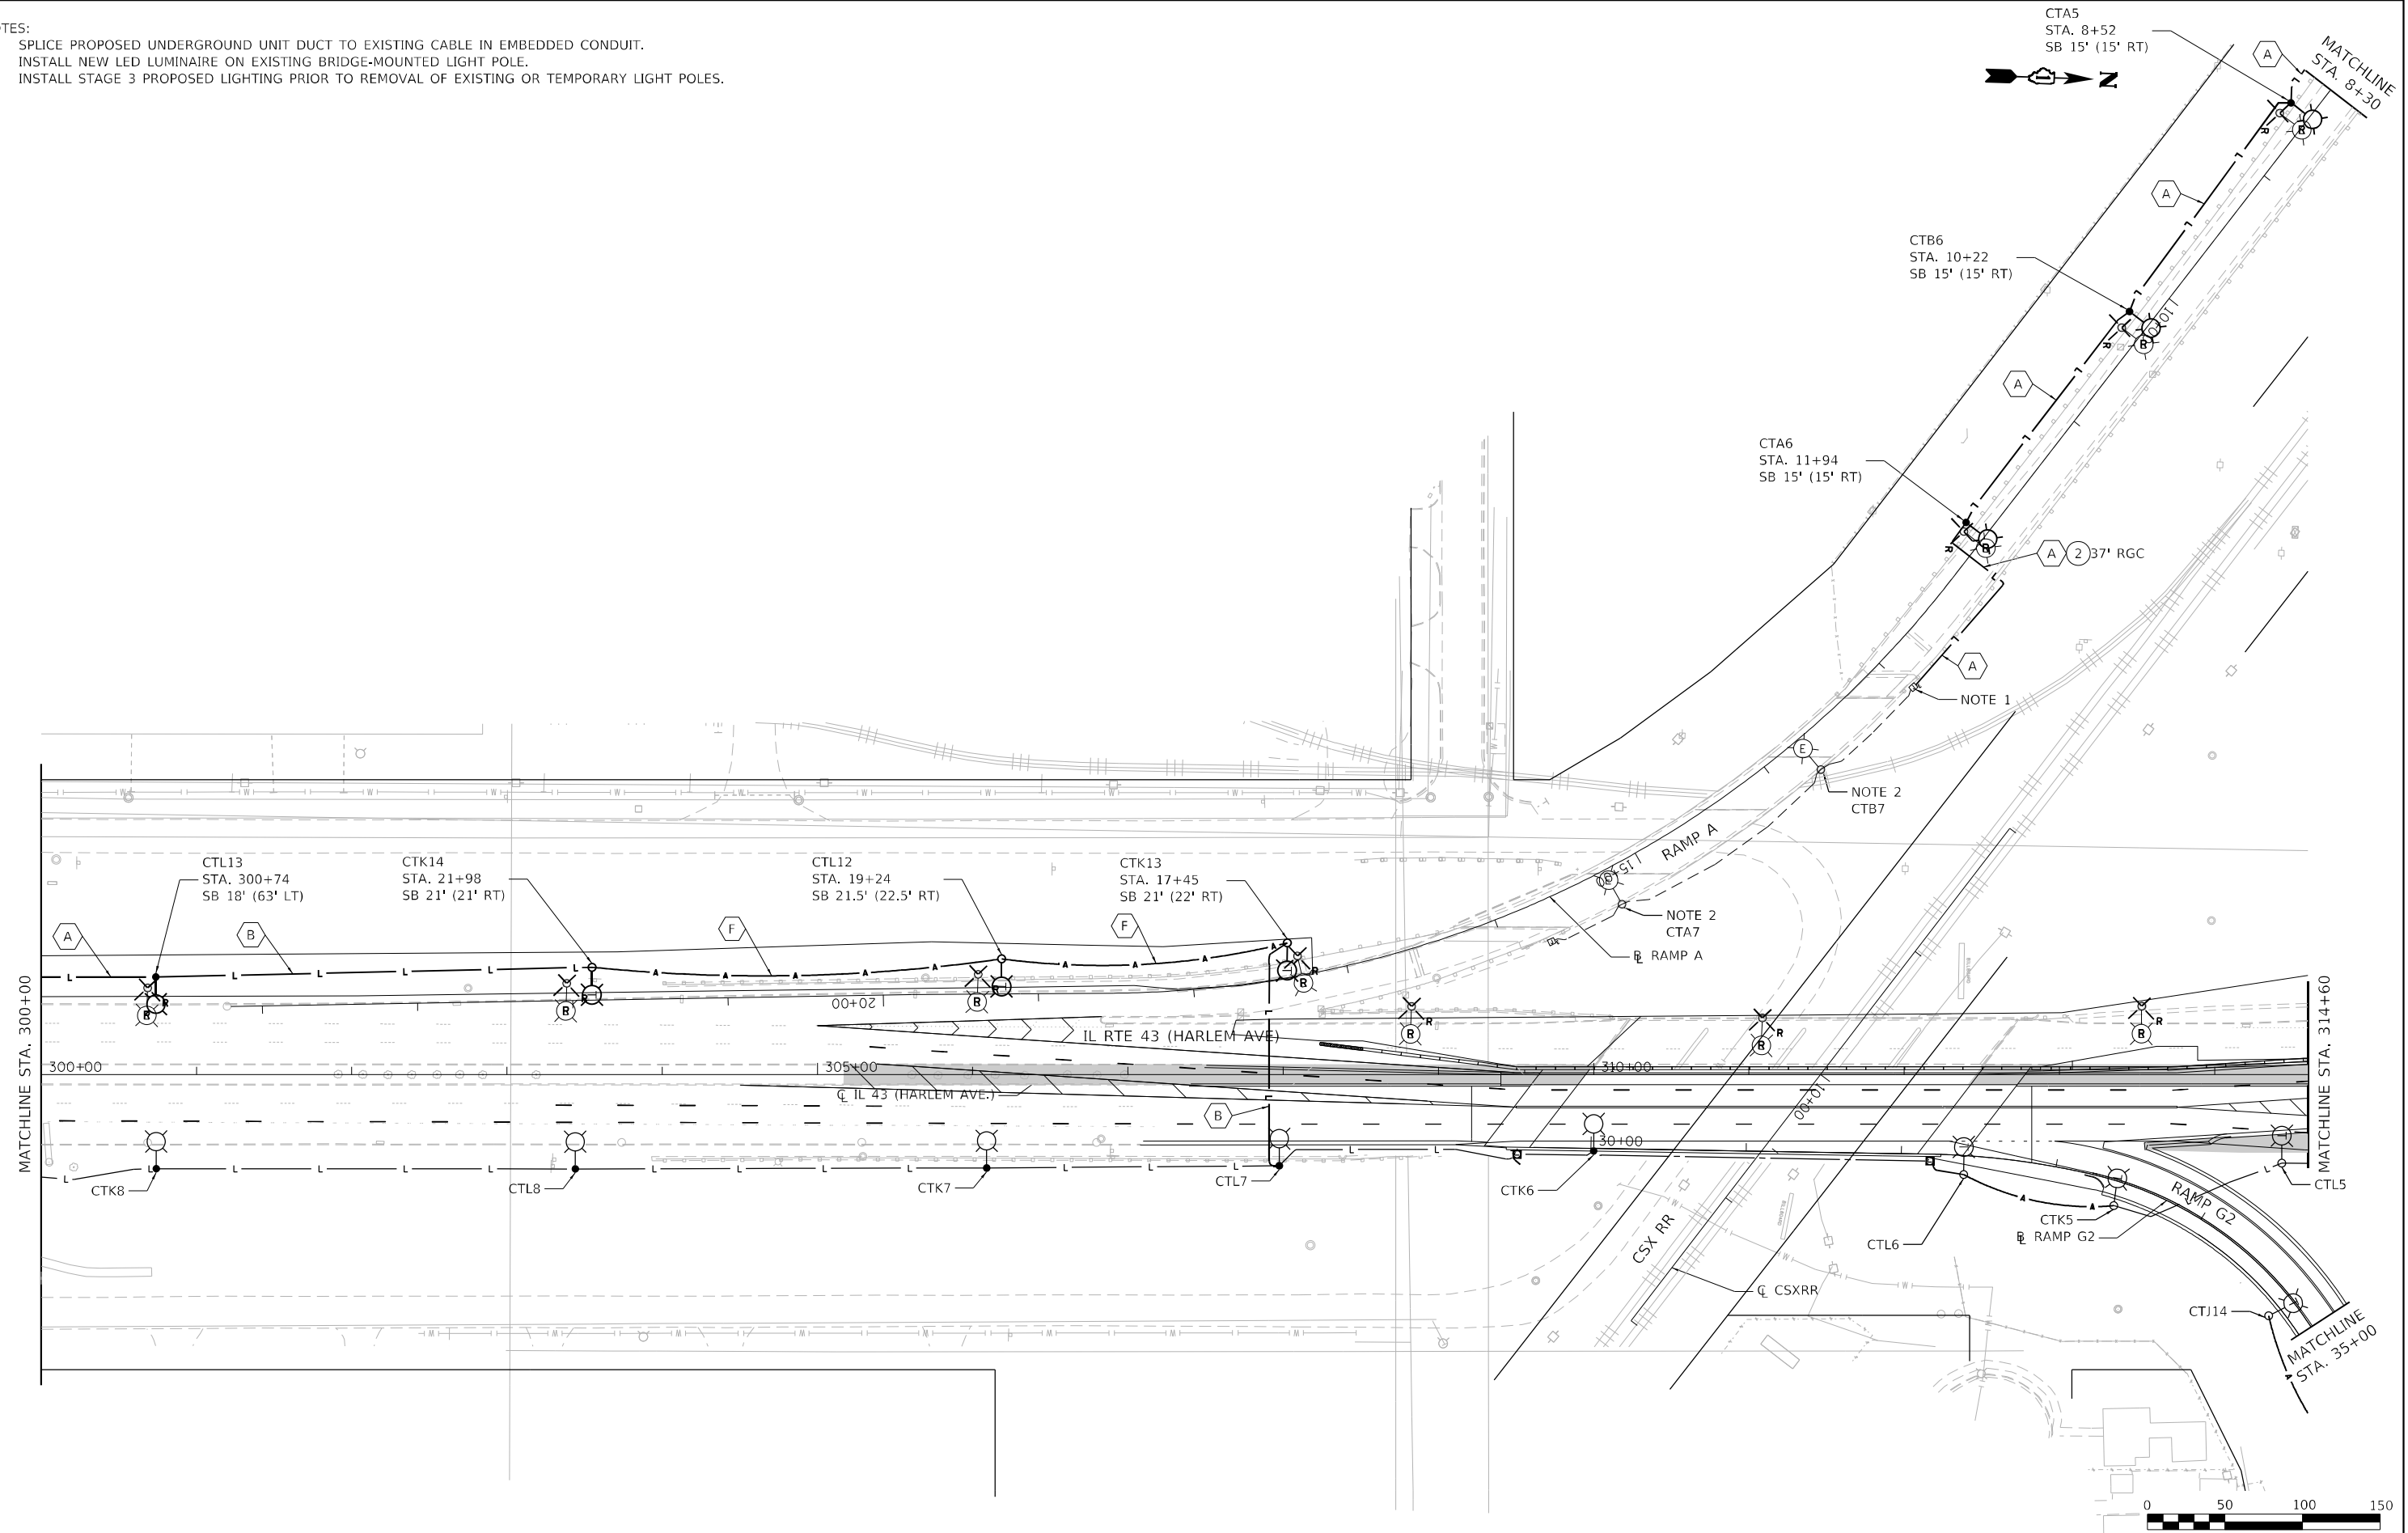 OTES:
SPLICE PROPOSED UNDERGROUND UNIT DUCT TO EXISTING CABLE IN EMBEDDED CONDUIT.
INSTALL NEW LED LUMINAIRE ON EXISTING BRIDGE-MOUNTED LIGHT POLE.
INSTALL STAGE 3 PROPOSED LIGHTING PRIOR TO REMOVAL OF EXISTING OR TEMPORARY LIGHT POLES.
CTA5
STA. 8+52
SB 15' (15' RT)
A
MATCHLINE
STA. 8+30
N
A
CTB6
STA. 10+22
SB 15' (15' RT)
A
CTA6
STA. 11+94
SB 15' (15' RT)
A 2 37' RGC
A
NOTE 1
E
NOTE 2
CTB7
RAMP A
15+00
NOTE 2
CTA7
℄ RAMP A
CTL13
STA. 300+74
SB 18' (63' LT)
CTK14
STA. 21+98
SB 21' (21' RT)
CTL12
STA. 19+24
SB 21.5' (22.5' RT)
CTK13
STA. 17+45
SB 21' (22' RT)
A
B
F
F
20+00
IL RTE 43 (HARLEM AVE)
MATCHLINE STA. 300+00
300+00
305+00
310+00
℄ IL 43 (HARLEM AVE.)
10+00
B
30+00
MATCHLINE STA. 314+60
CTK8
CTL8
CTK7
CTL7
CTK6
CTL6
CTK5
CTL5
RAMP G2
℄ RAMP G2
CSX RR
℄ CSXRR
CTJ14
MATCHLINE
STA. 35+00
0 50 100 150